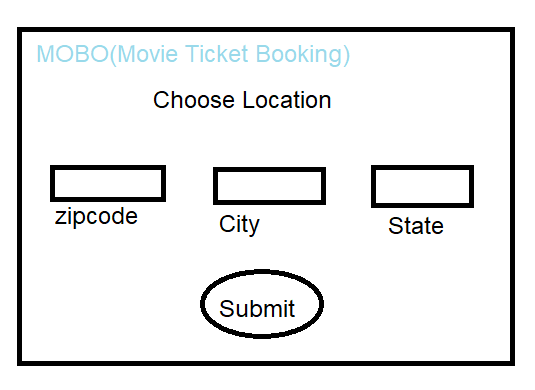 MOBO(Movie Ticket Booking)
Choose Location
zipcode City State
Submit